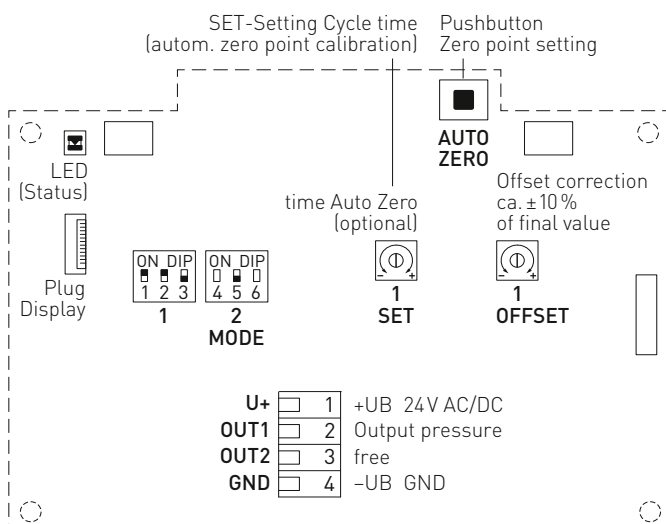 SET-Setting Cycle time
(autom. zero point calibration)
Pushbutton
Zero point setting
AUTO
ZERO
LED
(Status)
time Auto Zero
(optional)
Offset correction
ca. ± 10 %
of final value
Plug
Display
ON DIP
1 2 3
1
ON DIP
4 5 6
2
MODE
- +
1
SET
- +
1
OFFSET
U+ 1 +UB 24V AC/DC
OUT1 2 Output pressure
OUT2 3 free
GND 4 –UB GND